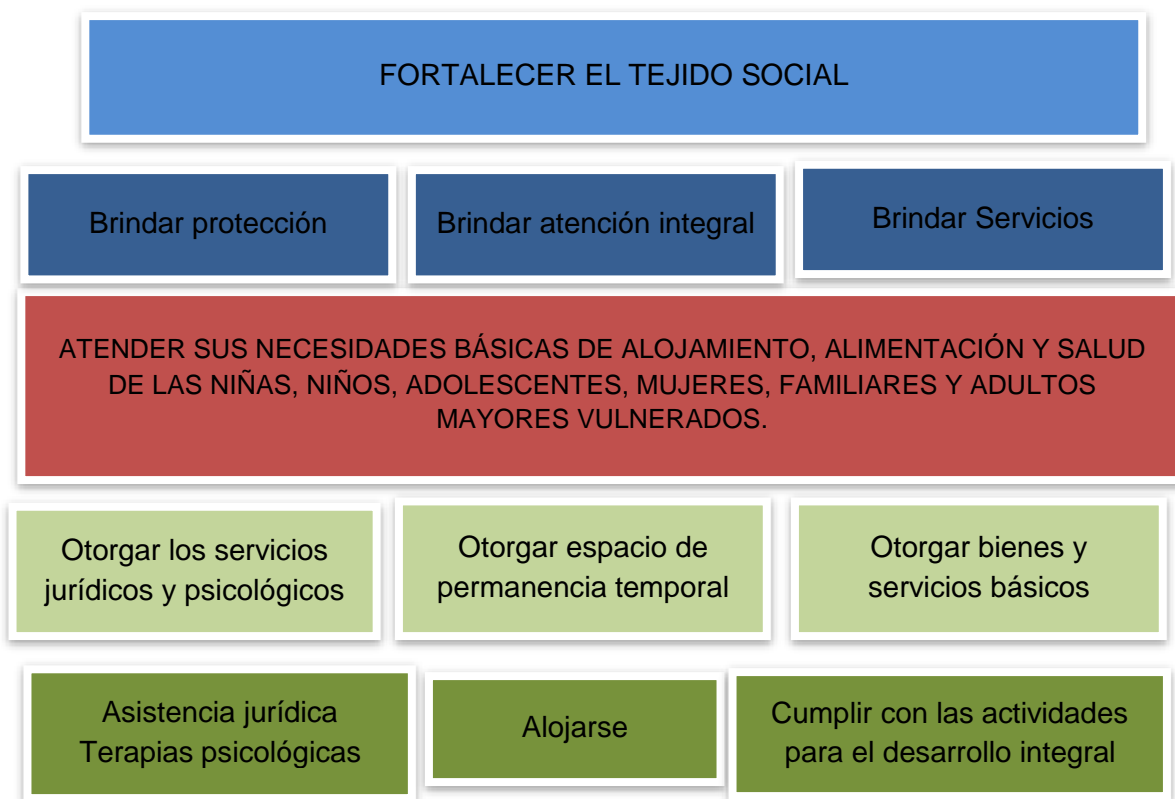 FORTALECER EL TEJIDO SOCIAL
Brindar protección
Brindar atención integral
Brindar Servicios
ATENDER SUS NECESIDADES BÁSICAS DE ALOJAMIENTO, ALIMENTACIÓN Y SALUD
DE LAS NIÑAS, NIÑOS, ADOLESCENTES, MUJERES, FAMILIARES Y ADULTOS
MAYORES VULNERADOS.
Otorgar los servicios
jurídicos y psicológicos
Otorgar espacio de
permanencia temporal
Otorgar bienes y
servicios básicos
Asistencia jurídica
Terapias psicológicas
Alojarse
Cumplir con las actividades
para el desarrollo integral